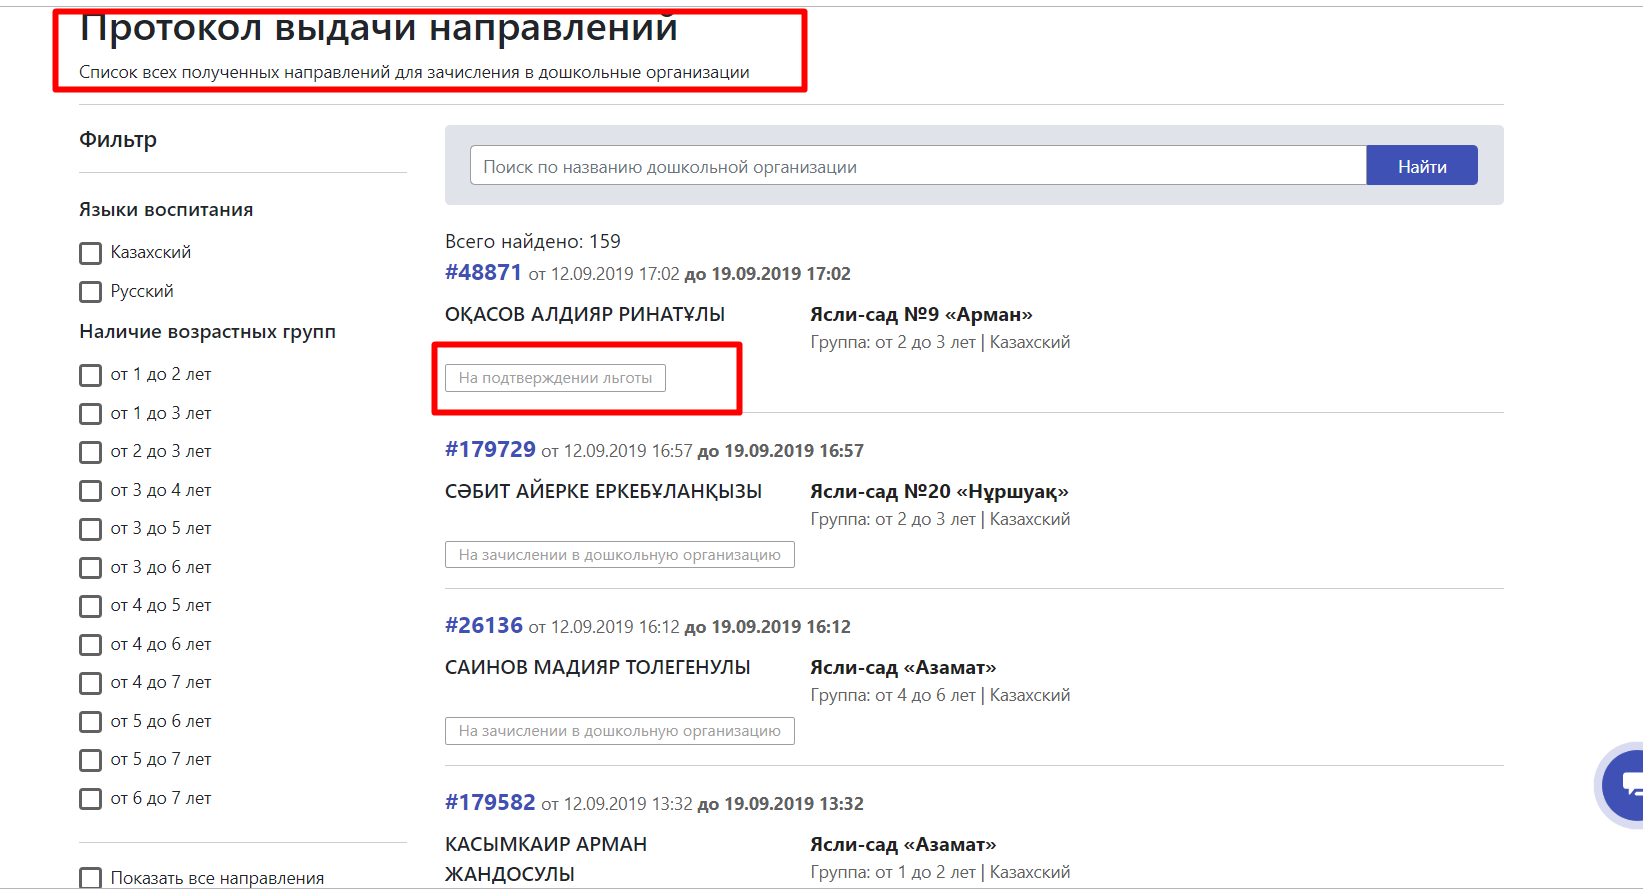 Протокол выдачи направлений
Список всех полученных направлений для зачисления в дошкольные организации
Фильтр
Языки воспитания
Казахский
Русский
Наличие возрастных групп
от 1 до 2 лет
от 1 до 3 лет
от 2 до 3 лет
от 3 до 4 лет
от 3 до 5 лет
от 3 до 6 лет
от 4 до 5 лет
от 4 до 6 лет
от 4 до 7 лет
от 5 до 6 лет
от 5 до 7 лет
от 6 до 7 лет
Показать все направления
Поиск по названию дошкольной организации
Найти
Всего найдено: 159
#48871 от 12.09.2019 17:02 до 19.09.2019 17:02
ОҚАСОВ АЛДИЯР РИНАТҰЛЫ
Ясли-сад №9 «Арман»
Группа: от 2 до 3 лет | Казахский
На подтверждении льготы
#179729 от 12.09.2019 16:57 до 19.09.2019 16:57
СӘБИТ АЙЕРКЕ ЕРКЕБҰЛАНҚЫЗЫ
Ясли-сад №20 «Нұршуақ»
Группа: от 2 до 3 лет | Казахский
На зачислении в дошкольную организацию
#26136 от 12.09.2019 16:12 до 19.09.2019 16:12
САИНОВ МАДИЯР ТОЛЕГЕНУЛЫ
Ясли-сад «Азамат»
Группа: от 4 до 6 лет | Казахский
На зачислении в дошкольную организацию
#179582 от 12.09.2019 13:32 до 19.09.2019 13:32
КАСЫМКАИР АРМАН
ЖАНДОСУЛЫ
Ясли-сад «Азамат»
Группа: от 1 до 2 лет | Казахский